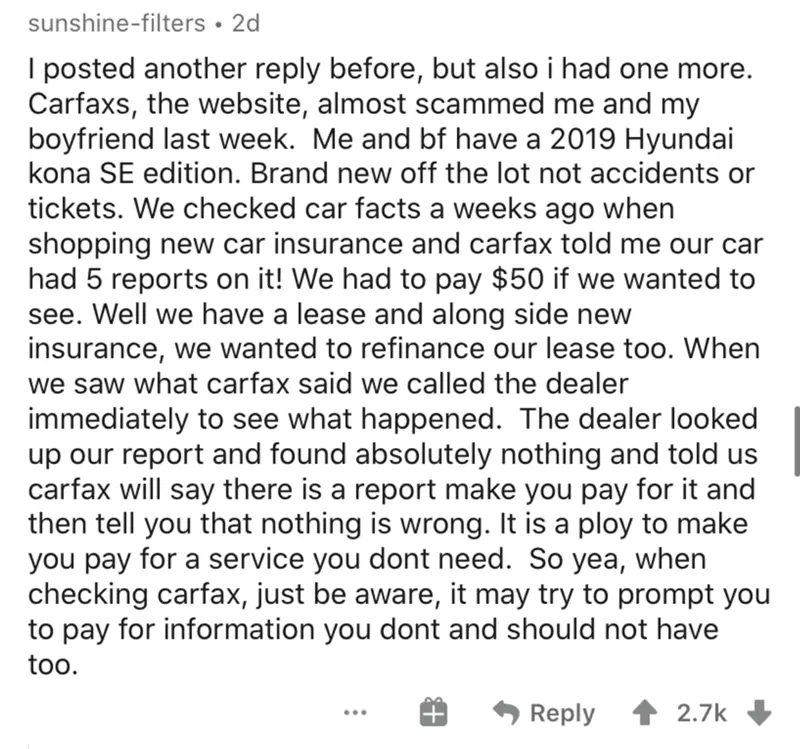 sunshine-filters • 2d
I posted another reply before, but also i had one more.
Carfaxs, the website, almost scammed me and my
boyfriend last week.  Me and bf have a 2019 Hyundai
kona SE edition. Brand new off the lot not accidents or
tickets. We checked car facts a weeks ago when
shopping new car insurance and carfax told me our car
had 5 reports on it! We had to pay $50 if we wanted to
see. Well we have a lease and along side new
insurance, we wanted to refinance our lease too. When
we saw what carfax said we called the dealer
immediately to see what happened.  The dealer looked
up our report and found absolutely nothing and told us
carfax will say there is a report make you pay for it and
then tell you that nothing is wrong. It is a ploy to make
you pay for a service you dont need.  So yea, when
checking carfax, just be aware, it may try to prompt you
to pay for information you dont and should not have
too.
... Reply 2.7k